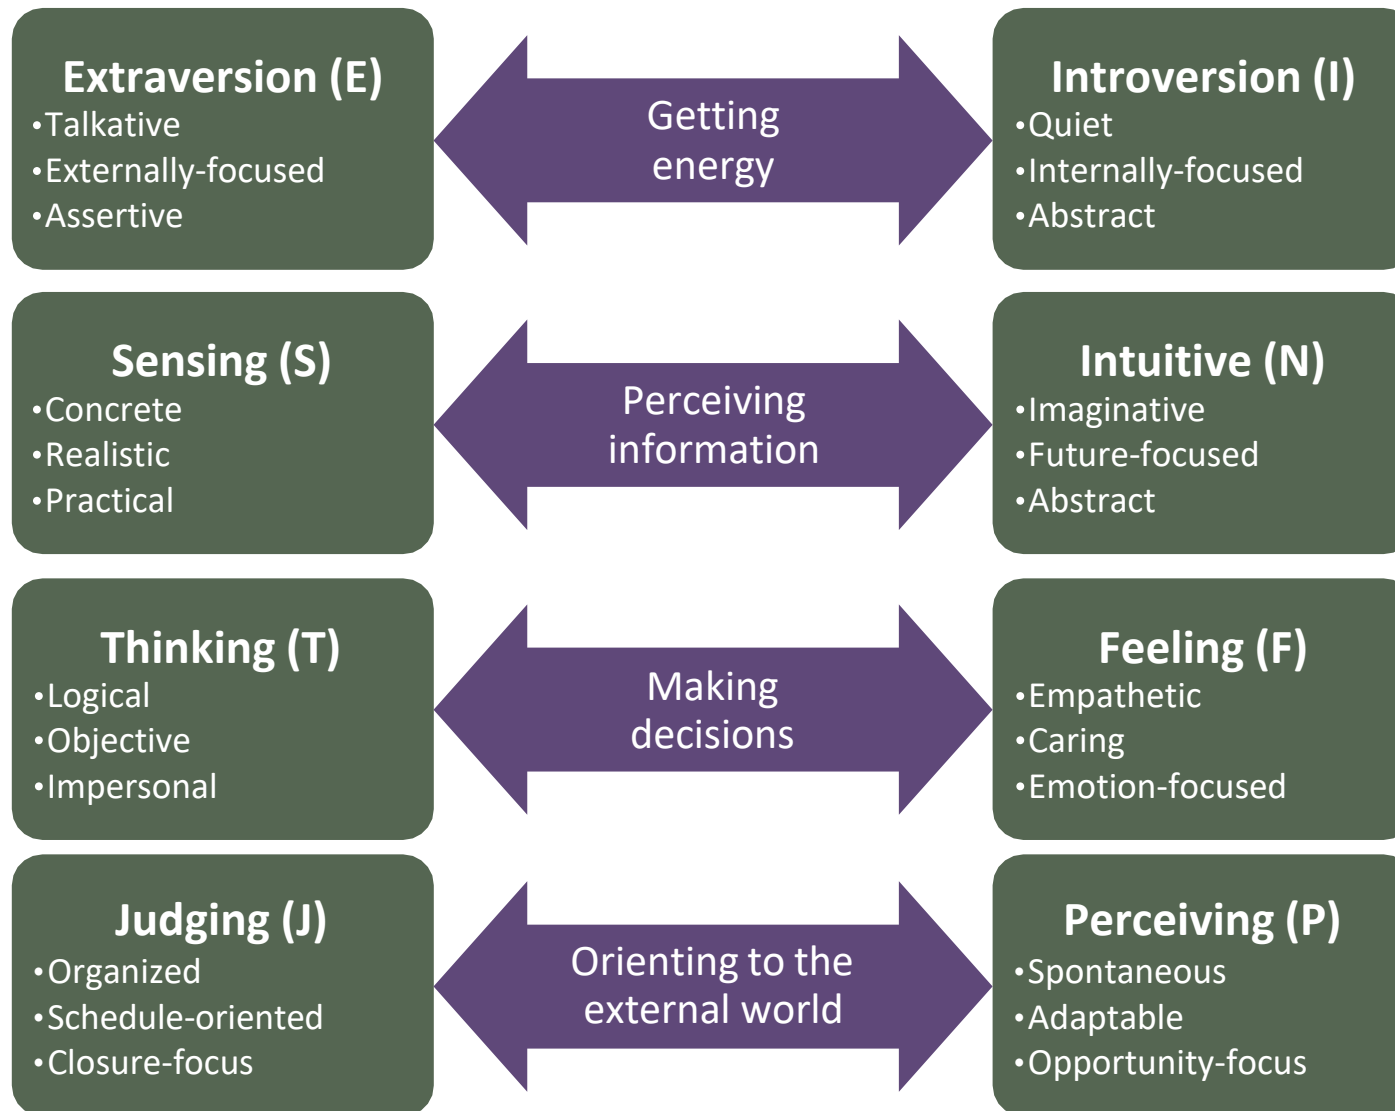 Extraversion (E)
•Talkative
•Externally-focused
•Assertive
Getting
energy
Introversion (I)
•Quiet
•Internally-focused
•Abstract
Sensing (S)
•Concrete
•Realistic
•Practical
Perceiving
information
Intuitive (N)
•Imaginative
•Future-focused
•Abstract
Thinking (T)
•Logical
•Objective
•Impersonal
Making
decisions
Feeling (F)
•Empathetic
•Caring
•Emotion-focused
Judging (J)
•Organized
•Schedule-oriented
•Closure-focus
Orienting to the
external world
Perceiving (P)
•Spontaneous
•Adaptable
•Opportunity-focus